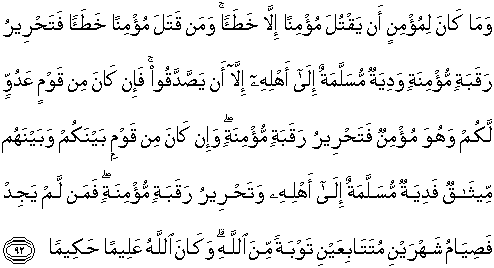 وَمَا كَانَ لِمُؤْمِنٍ أَن يَقْتُلَ مُؤْمِنًا إِلَّا خَطَـًٔا ۚ وَمَن قَتَلَ مُؤْمِنًا خَطَـًٔا فَتَحْرِيرُ
رَقَبَةٍ مُّؤْمِنَةٍ وَدِيَةٌ مُّسَلَّمَةٌ إِلَىٰٓ أَهْلِهِۦٓ إِلَّآ أَن يَصَّدَّقُوا۟ ۚ فَإِن كَانَ مِن قَوْمٍ عَدُوٍّ
لَّكُمْ وَهُوَ مُؤْمِنٌ فَتَحْرِيرُ رَقَبَةٍ مُّؤْمِنَةٍ ۖ وَإِن كَانَ مِن قَوْمٍۭ بَيْنَكُمْ وَبَيْنَهُم
مِّيثَـٰقٌ فَدِيَةٌ مُّسَلَّمَةٌ إِلَىٰٓ أَهْلِهِۦ وَتَحْرِيرُ رَقَبَةٍ مُّؤْمِنَةٍ ۖ فَمَن لَّمْ يَجِدْ
فَصِيَامُ شَهْرَيْنِ مُتَتَابِعَيْنِ تَوْبَةً مِّنَ ٱللَّهِ ۗ وَكَانَ ٱللَّهُ عَلِيمًا حَكِيمًا ٩٢